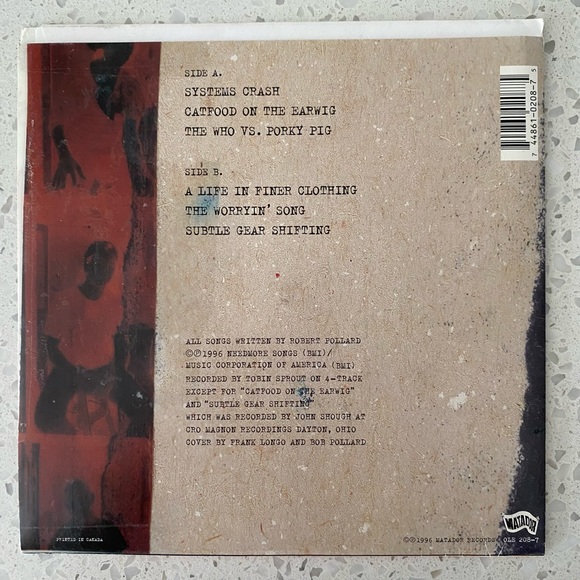 SIDE A.
SYSTEMS CRASH
CATFOOD ON THE EARWIG
THE WHO VS. PORKY PIG
SIDE B.
A LIFE IN FINER CLOTHING
THE WORRYIN' SONG
SUBTLE GEAR SHIFTING
7 44861-0208-7 5
ALL SONGS WRITTEN BY ROBERT POLLARD
©℗1996 NEEDMORE SONGS (BMI)/
MUSIC CORPORATION OF AMERICA (BMI)
RECORDED BY TOBIN SPROUT ON 4-TRACK
EXCEPT FOR "CATFOOD ON THE EARWIG"
AND "SUBTLE GEAR SHIFTING"
WHICH WAS RECORDED BY JOHN SHOUGH AT
CRO MAGNON RECORDINGS DAYTON, OHIO
COVER BY FRANK LONGO AND BOB POLLARD
MATADOR
PRINTED IN CANADA
©℗1996 MATADOR RECORDS OLE 208-7